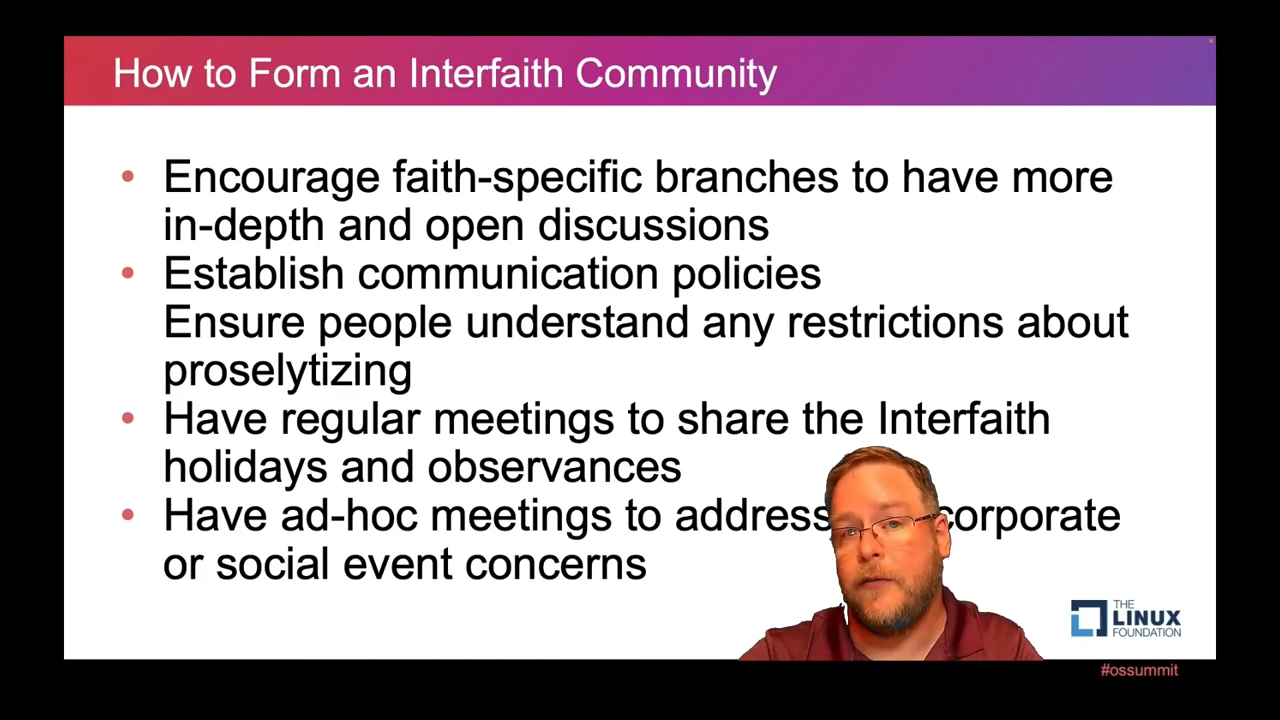 How to Form an Interfaith Community
• Encourage faith-specific branches to have more
in-depth and open discussions
• Establish communication policies
Ensure people understand any restrictions about
proselytizing
• Have regular meetings to share the Interfaith
holidays and observances
• Have ad-hoc meetings to address corporate
or social event concerns
THE
LINUX
FOUNDATION
#ossummit